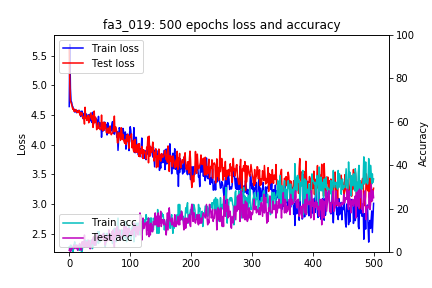 fa3_019: 500 epochs loss and accuracy
Train loss
Test loss
Train acc
Test acc
Loss
Accuracy
5.5
5.0
4.5
4.0
3.5
3.0
2.5
100
80
60
40
20
0
0 100 200 300 400 500